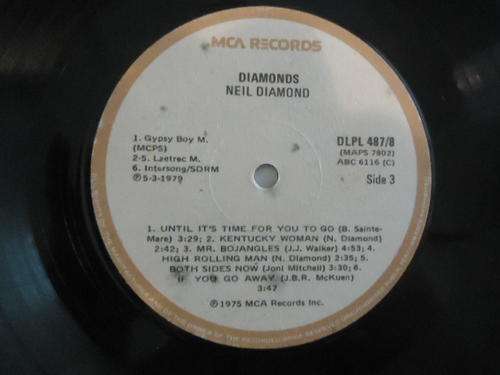 MCA RECORDS
DIAMONDS
NEIL DIAMOND
1. Gypsy Boy M.
(MCPS)
2-5. Laetrec M.
6. Intersong/SDRM
℗5-3-1979
DLPL 487/8
(MAPS 7802)
ABC 6116 (C)
Side 3
1. UNTIL IT'S TIME FOR YOU TO GO (B. Sainte-
Mare) 3:29; 2. KENTUCKY WOMAN (N. Diamond)
2:42; 3. MR. BOJANGLES (J.J. Walker) 4:53; 4.
HIGH ROLLING MAN (N. Diamond) 2:35; 5.
BOTH SIDES NOW (Joni Mitchell) 3:30; 6.
IF YOU GO AWAY (J.B.R. McKuen)
3:47
℗1975 MCA Records Inc.